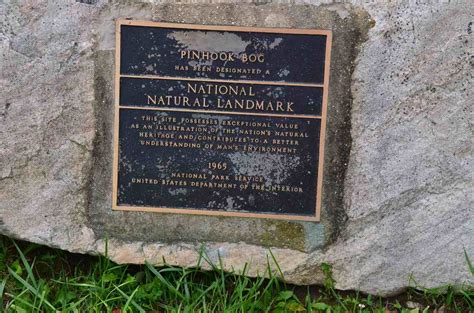 PINHOOK BOG
HAS BEEN DESIGNATED A
NATIONAL
NATURAL LANDMARK
THIS SITE POSSESSES EXCEPTIONAL VALUE
AS AN ILLUSTRATION OF THE NATION'S NATURAL
HERITAGE AND CONTRIBUTES TO A BETTER
UNDERSTANDING OF MAN'S ENVIRONMENT
1965
NATIONAL PARK SERVICE
UNITED STATES DEPARTMENT OF THE INTERIOR